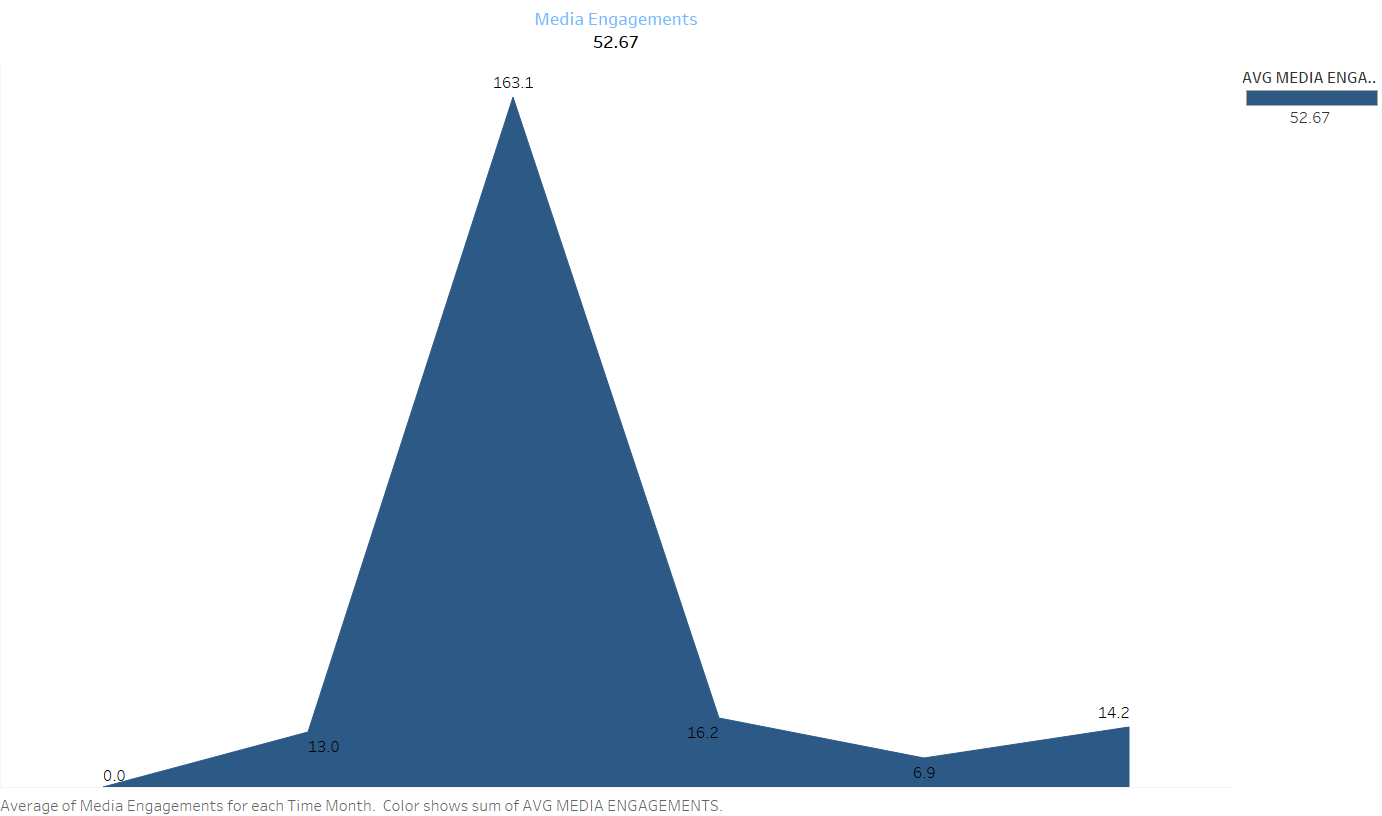 Media Engagements
52.67
163.1
AVG MEDIA ENGA..
52.67
14.2
16.2
13.0
6.9
0.0
Average of Media Engagements for each Time Month.  Color shows sum of AVG MEDIA ENGAGEMENTS.